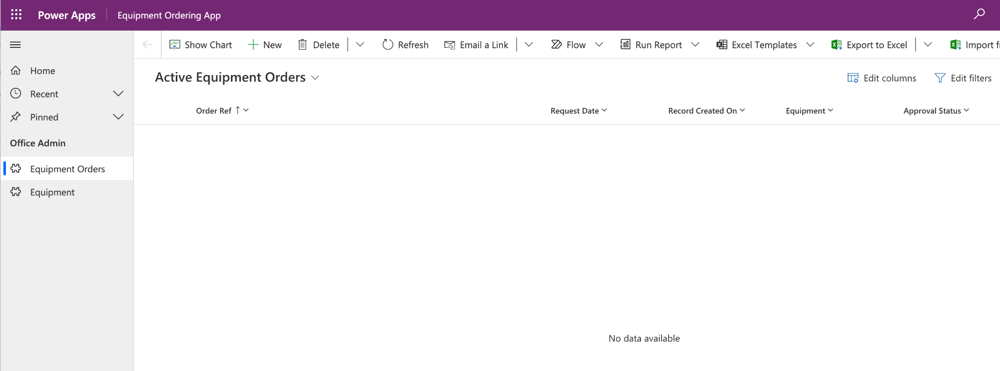 Power Apps Equipment Ordering App
Show Chart New Delete Refresh Email a Link Flow Run Report Excel Templates Export to Excel Import
Home
Recent
Pinned
Office Admin
Equipment Orders
Equipment
Active Equipment Orders Edit columns Edit filters
Order Ref Request Date Record Created On Equipment Approval Status
No data available